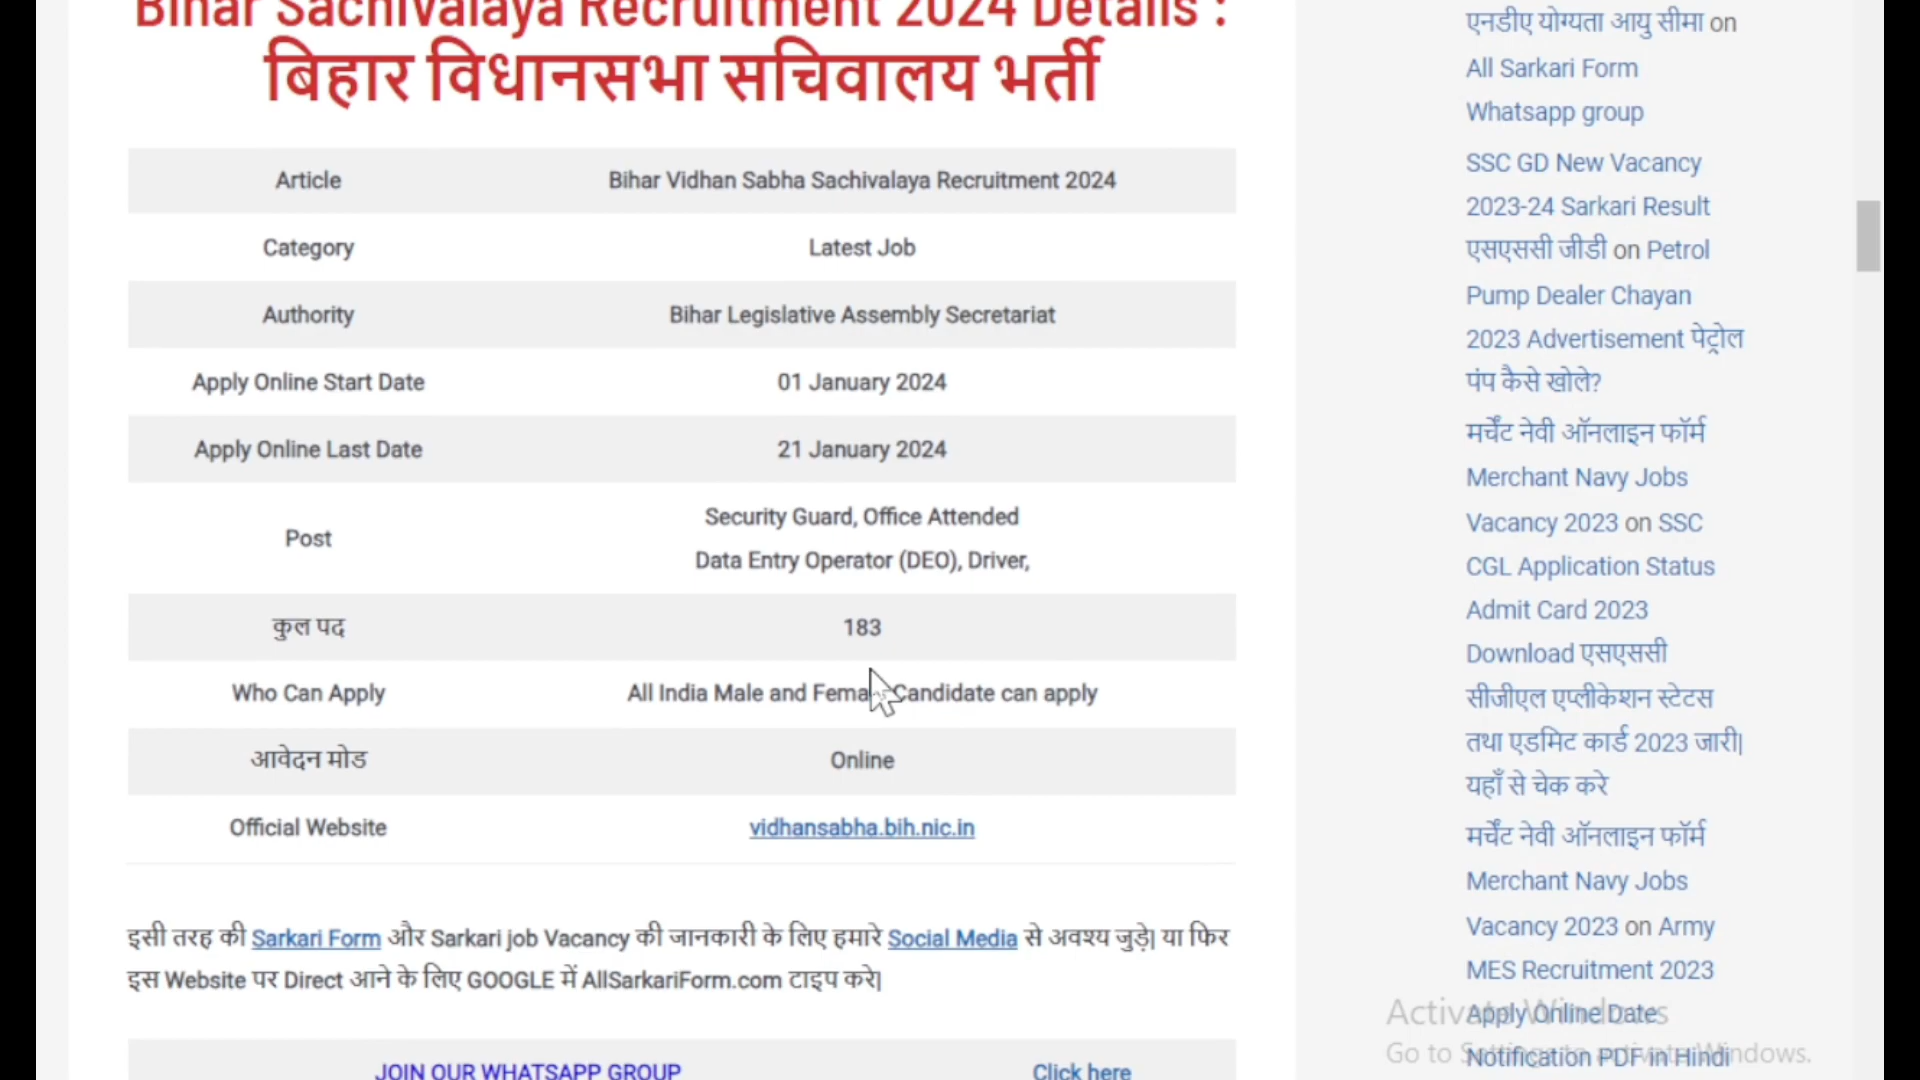 Bihar Sachivalaya Recruitment 2024 Details :
बिहार विधानसभा सचिवालय भर्ती
Article Bihar Vidhan Sabha Sachivalaya Recruitment 2024
Category Latest Job
Authority Bihar Legislative Assembly Secretariat
Apply Online Start Date 01 January 2024
Apply Online Last Date 21 January 2024
Post Security Guard, Office Attended
Data Entry Operator (DEO), Driver,
कुल पद 183
Who Can Apply All India Male and Female Candidate can apply
आवेदन मोड Online
Official Website vidhansabha.bih.nic.in
इसी तरह की Sarkari Form और Sarkari job Vacancy की जानकारी के लिए हमारे Social Media से अवश्य जुड़े| या फिर
इस Website पर Direct आने के लिए GOOGLE में AllSarkariForm.com टाइप करे|
JOIN OUR WHATSAPP GROUP Click here
एनडीए योग्यता आयु सीमा on
All Sarkari Form
Whatsapp group
SSC GD New Vacancy
2023-24 Sarkari Result
एसएससी जीडी on Petrol
Pump Dealer Chayan
2023 Advertisement पेट्रोल
पंप कैसे खोले?
मर्चेंट नेवी ऑनलाइन फॉर्म
Merchant Navy Jobs
Vacancy 2023 on SSC
CGL Application Status
Admit Card 2023
Download एसएससी
सीजीएल एप्लीकेशन स्टेटस
तथा एडमिट कार्ड 2023 जारी|
यहाँ से चेक करे
मर्चेंट नेवी ऑनलाइन फॉर्म
Merchant Navy Jobs
Vacancy 2023 on Army
MES Recruitment 2023
Apply Online Date
Notification PDF in Hindi
Activate Windows
Go to Settings to activate Windows.